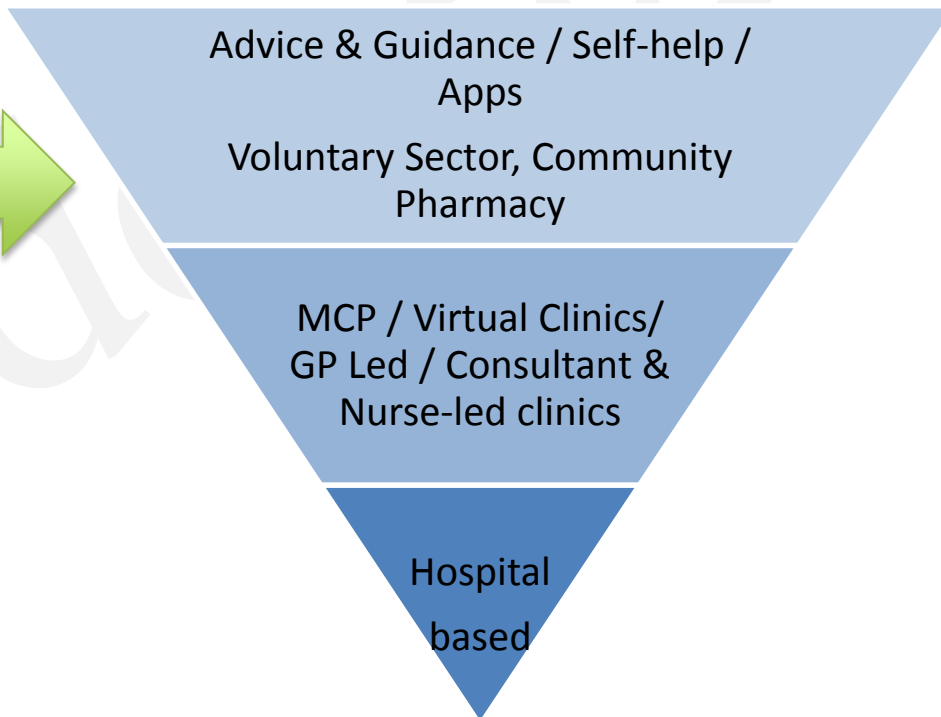 Advice & Guidance / Self-help /
Apps
Voluntary Sector, Community
Pharmacy
MCP / Virtual Clinics/
GP Led / Consultant &
Nurse-led clinics
Hospital
based